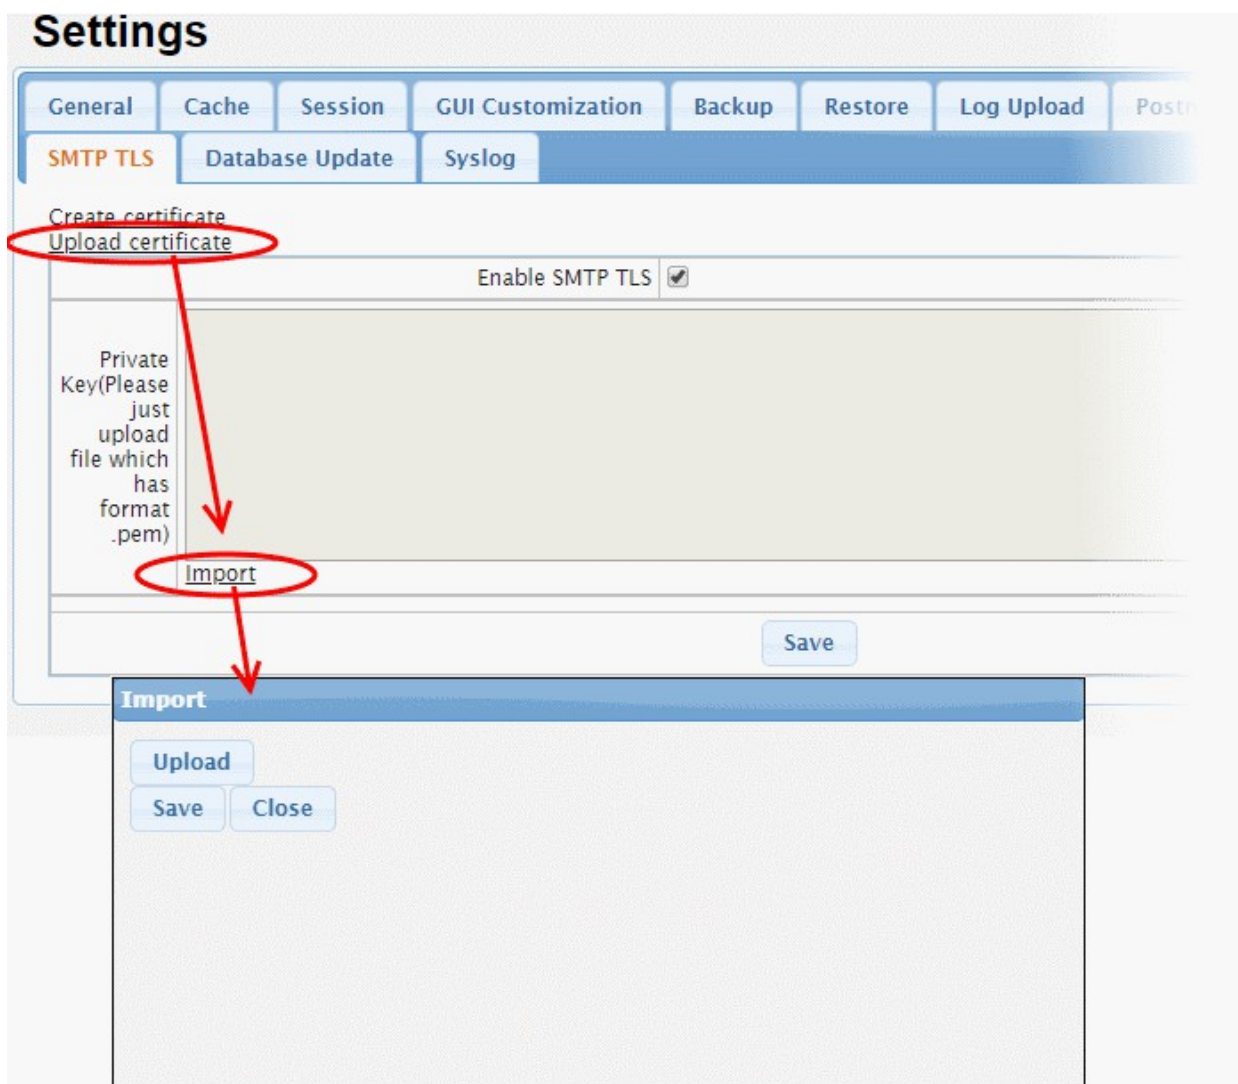 Settings
General Cache Session GUI Customization Backup Restore Log Upload
SMTP TLS Database Update Syslog
Create certificate
Upload certificate
Enable SMTP TLS
Private
Key(Please
just
upload
file which
has
format
.pem)
Import
Save
Import
Upload
Save Close